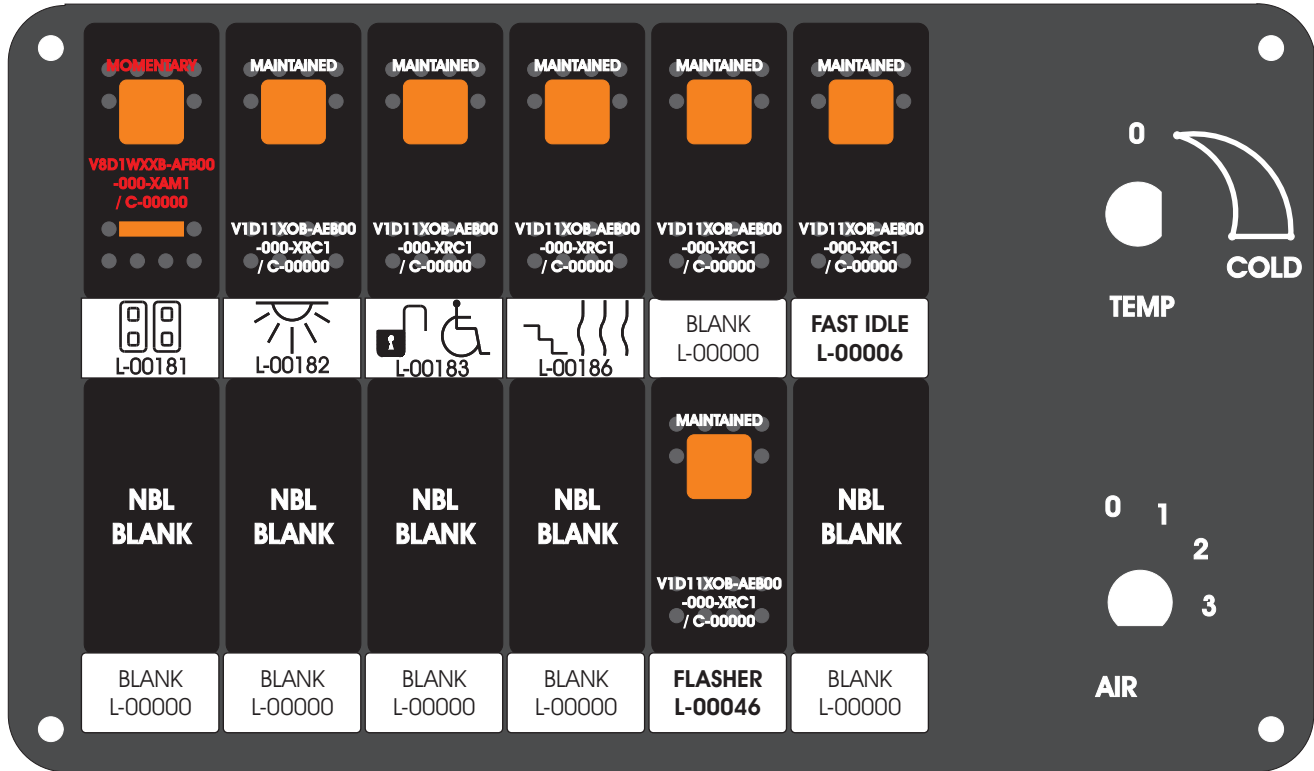 MOMENTARY
V8D1WXXB-AFB00
-000-XAM1
/ C-00000
MAINTAINED
V1D11XOB-AEB00
-000-XRC1
/ C-00000
MAINTAINED
V1D11XOB-AEB00
-000-XRC1
/ C-00000
MAINTAINED
V1D11XOB-AEB00
-000-XRC1
/ C-00000
MAINTAINED
V1D11XOB-AEB00
-000-XRC1
/ C-00000
MAINTAINED
V1D11XOB-AEB00
-000-XRC1
/ C-00000
L-00181
L-00182
L-00183
L-00186
BLANK
L-00000
FAST IDLE
L-00006
NBL
BLANK
NBL
BLANK
NBL
BLANK
NBL
BLANK
MAINTAINED
V1D11XOB-AEB00
-000-XRC1
/ C-00000
NBL
BLANK
BLANK
L-00000
BLANK
L-00000
BLANK
L-00000
BLANK
L-00000
FLASHER
L-00046
BLANK
L-00000
0
COLD
TEMP
0
1
2
3
AIR